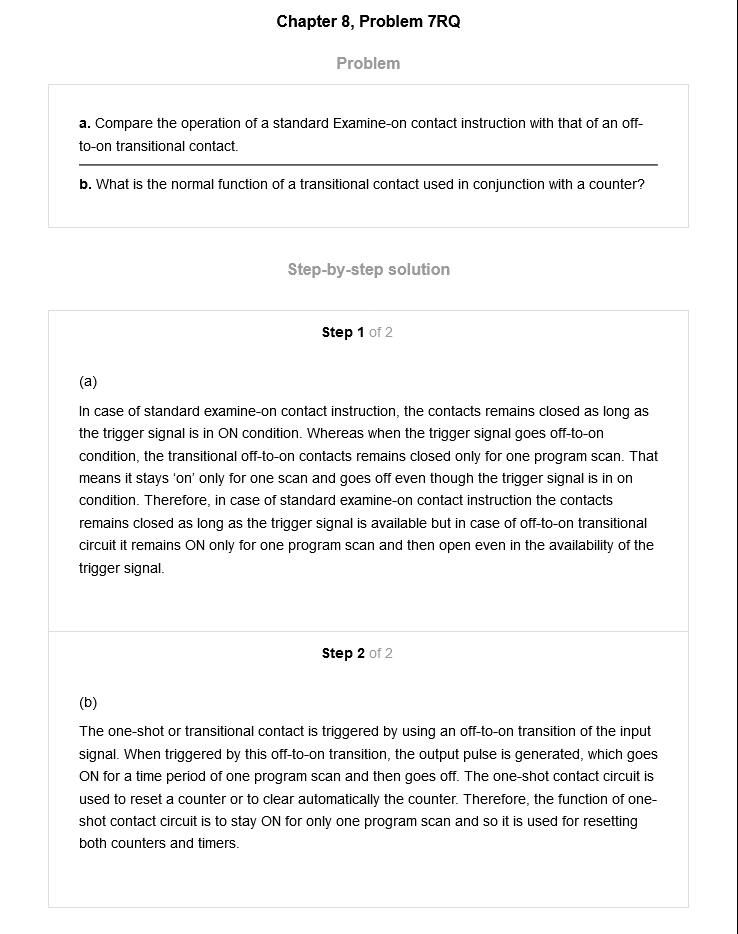 Chapter 8, Problem 7RQ
Problem
a. Compare the operation of a standard Examine-on contact instruction with that of an off-
to-on transitional contact.
b. What is the normal function of a transitional contact used in conjunction with a counter?
Step-by-step solution
Step 1 of 2
(a)
In case of standard examine-on contact instruction, the contacts remains closed as long as
the trigger signal is in ON condition. Whereas when the trigger signal goes off-to-on
condition, the transitional off-to-on contacts remains closed only for one program scan. That
means it stays ‘on’ only for one scan and goes off even though the trigger signal is in on
condition. Therefore, in case of standard examine-on contact instruction the contacts
remains closed as long as the trigger signal is available but in case of off-to-on transitional
circuit it remains ON only for one program scan and then open even in the availability of the
trigger signal.
Step 2 of 2
(b)
The one-shot or transitional contact is triggered by using an off-to-on transition of the input
signal. When triggered by this off-to-on transition, the output pulse is generated, which goes
ON for a time period of one program scan and then goes off. The one-shot contact circuit is
used to reset a counter or to clear automatically the counter. Therefore, the function of one-
shot contact circuit is to stay ON for only one program scan and so it is used for resetting
both counters and timers.